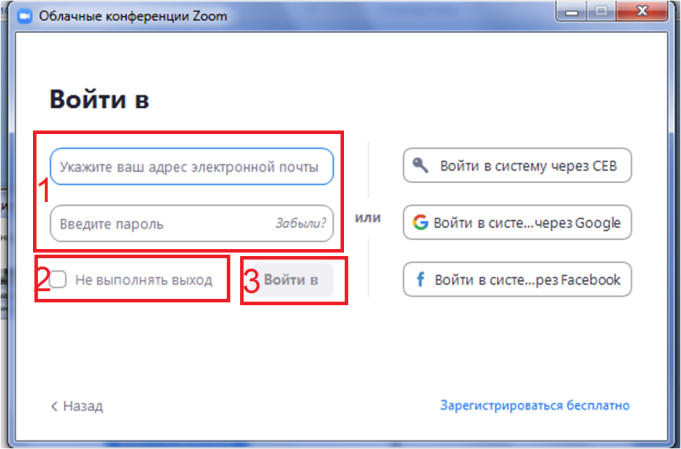 Облачные конференции Zoom
Войти в
1
Укажите ваш адрес электронной почты
Введите пароль
Забыли?
2
Не выполнять выход
3
Войти в
или
Войти в систему через СЕВ
Войти в систе...через Google
Войти в систе...рез Facebook
< Назад
Зарегистрироваться бесплатно